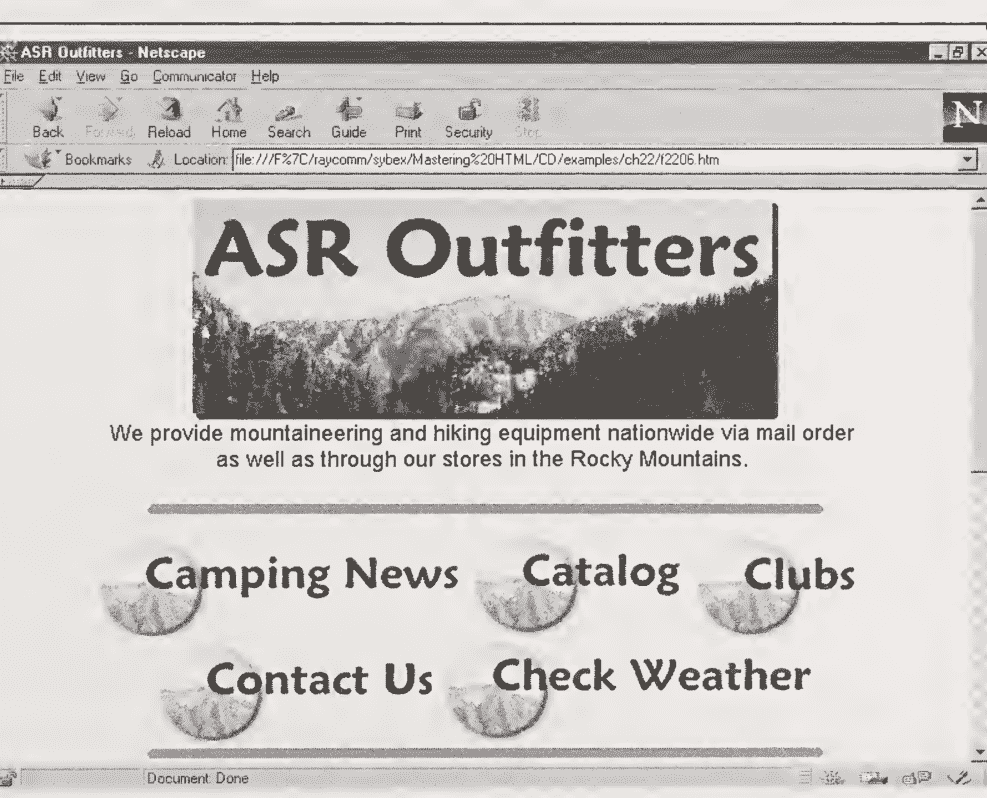 ASR Outfitters - Netscape
File Edit View Go Communicator Help
Back Forward Reload Home Search Guide Print Security Stop
N
Bookmarks Location: file:///F%7C/raycomm/sybex/Mastering%20HTML/CD/examples/ch22/f2206.htm
ASR Outfitters
We provide mountaineering and hiking equipment nationwide via mail order
as well as through our stores in the Rocky Mountains.
Camping News Catalog Clubs
Contact Us Check Weather
Document: Done